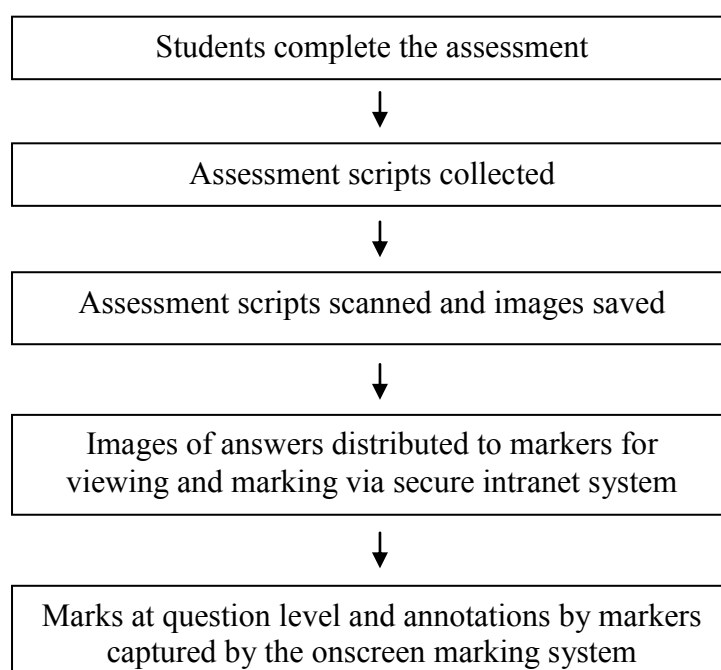 Students complete the assessment
Assessment scripts collected
Assessment scripts scanned and images saved
Images of answers distributed to markers for
viewing and marking via secure intranet system
Marks at question level and annotations by markers
captured by the onscreen marking system